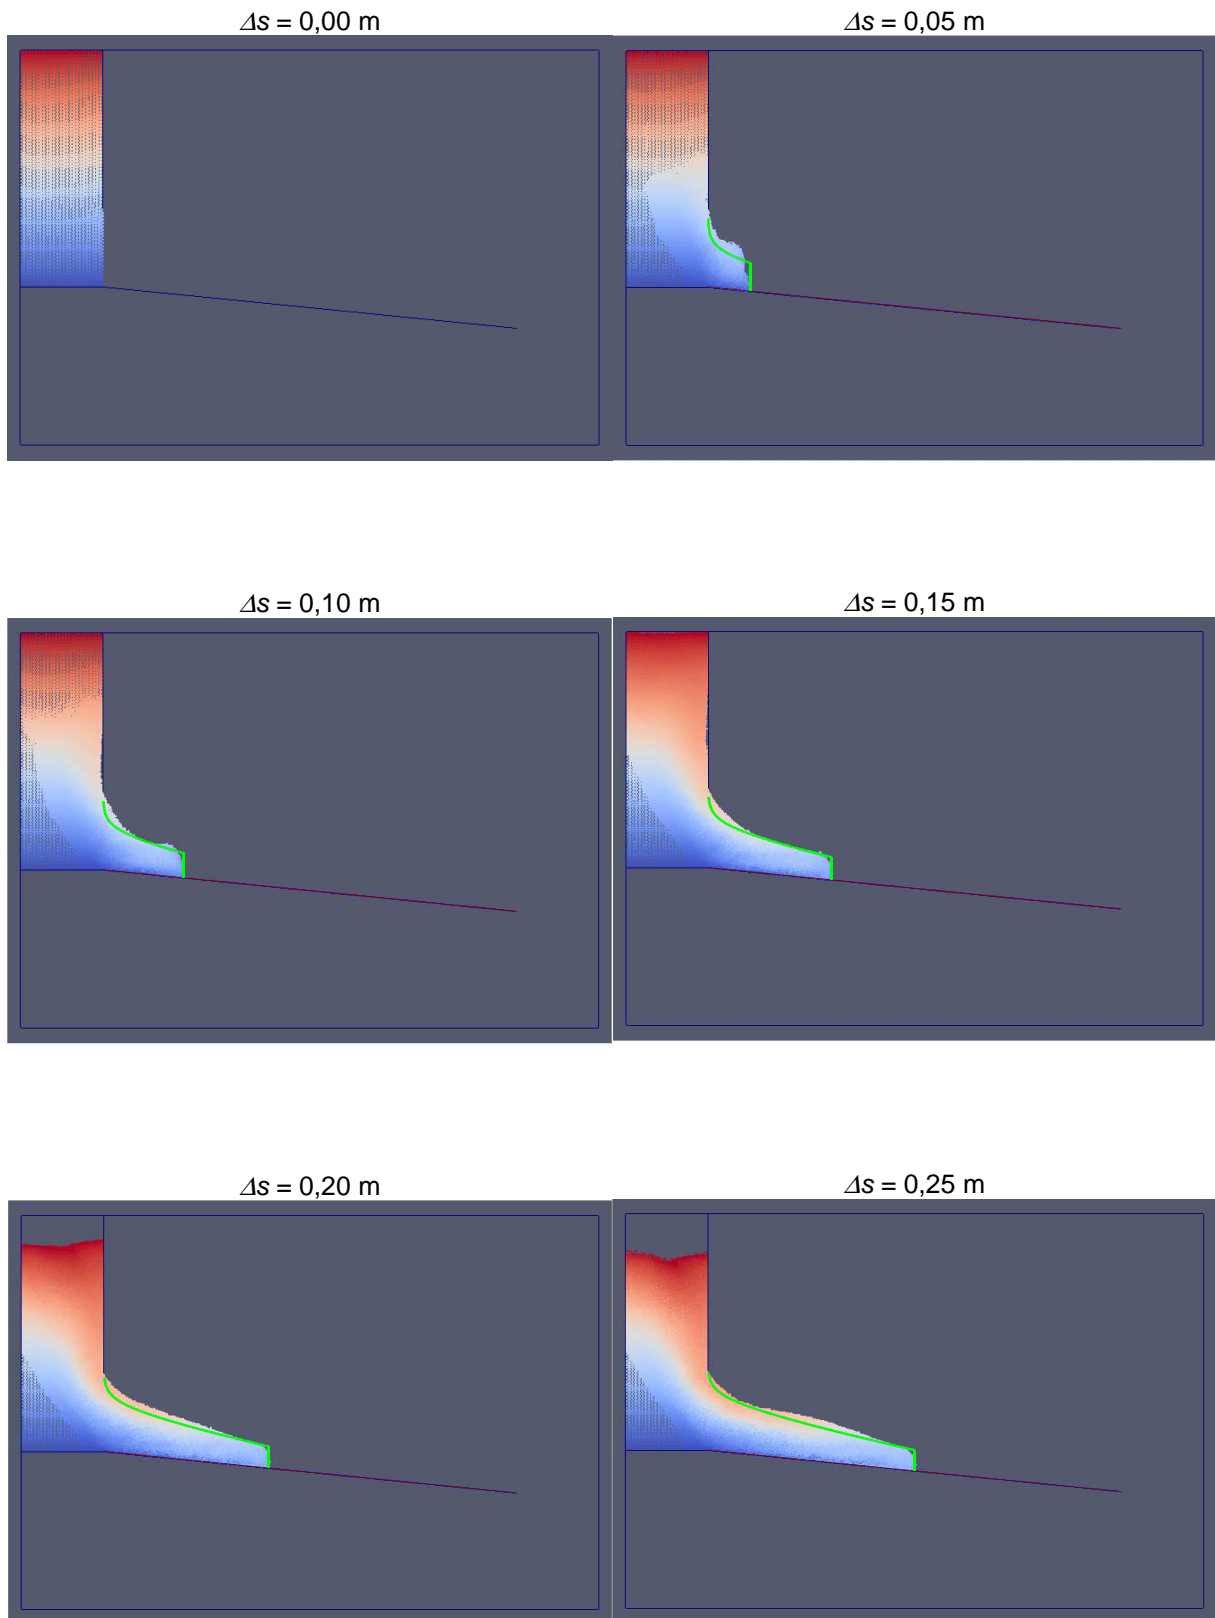 Δs = 0,00 m
Δs = 0,05 m
Δs = 0,10 m
Δs = 0,15 m
Δs = 0,20 m
Δs = 0,25 m